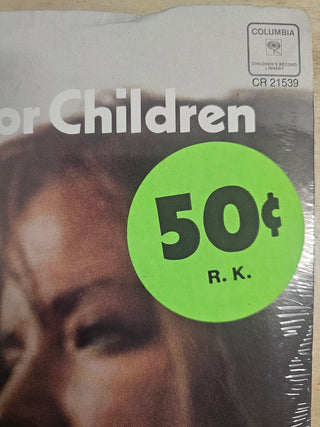 COLUMBIA
CHILDREN'S RECORD
LIBRARY
CR 21539
or Children
50¢
R. K.